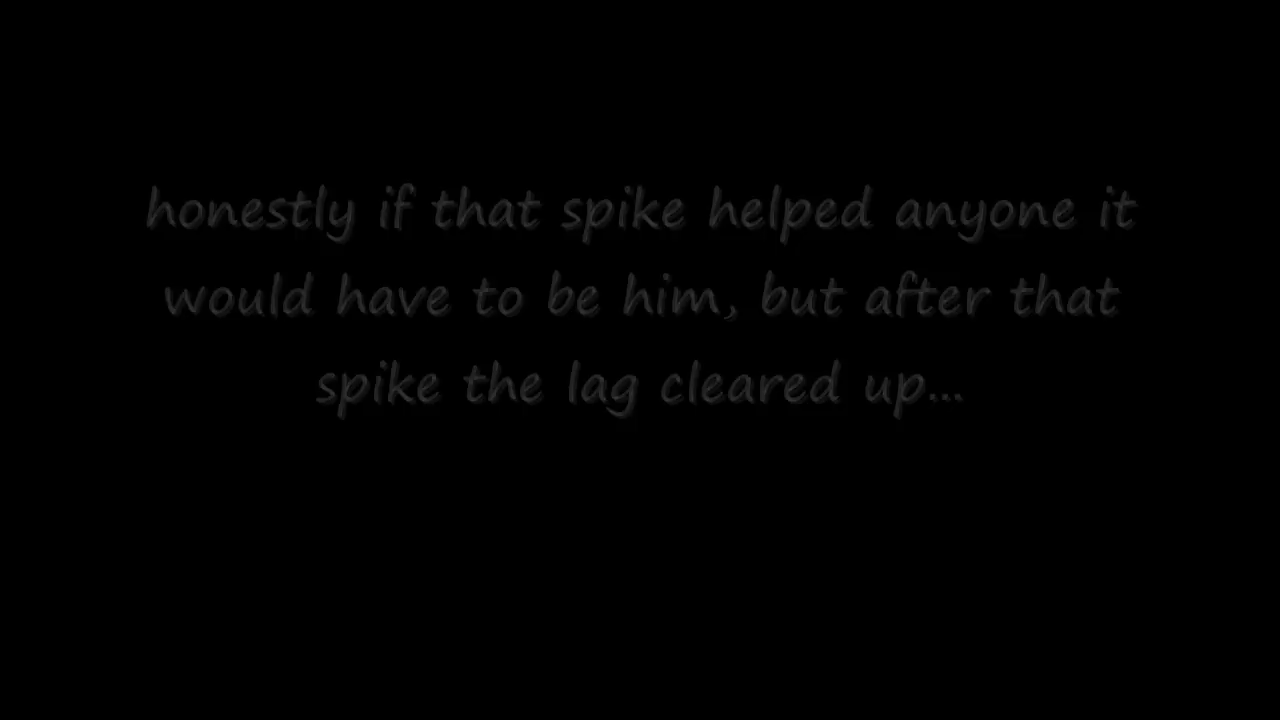 honestly if that spike helped anyone it
would have to be him, but after that
spike the lag cleared up...